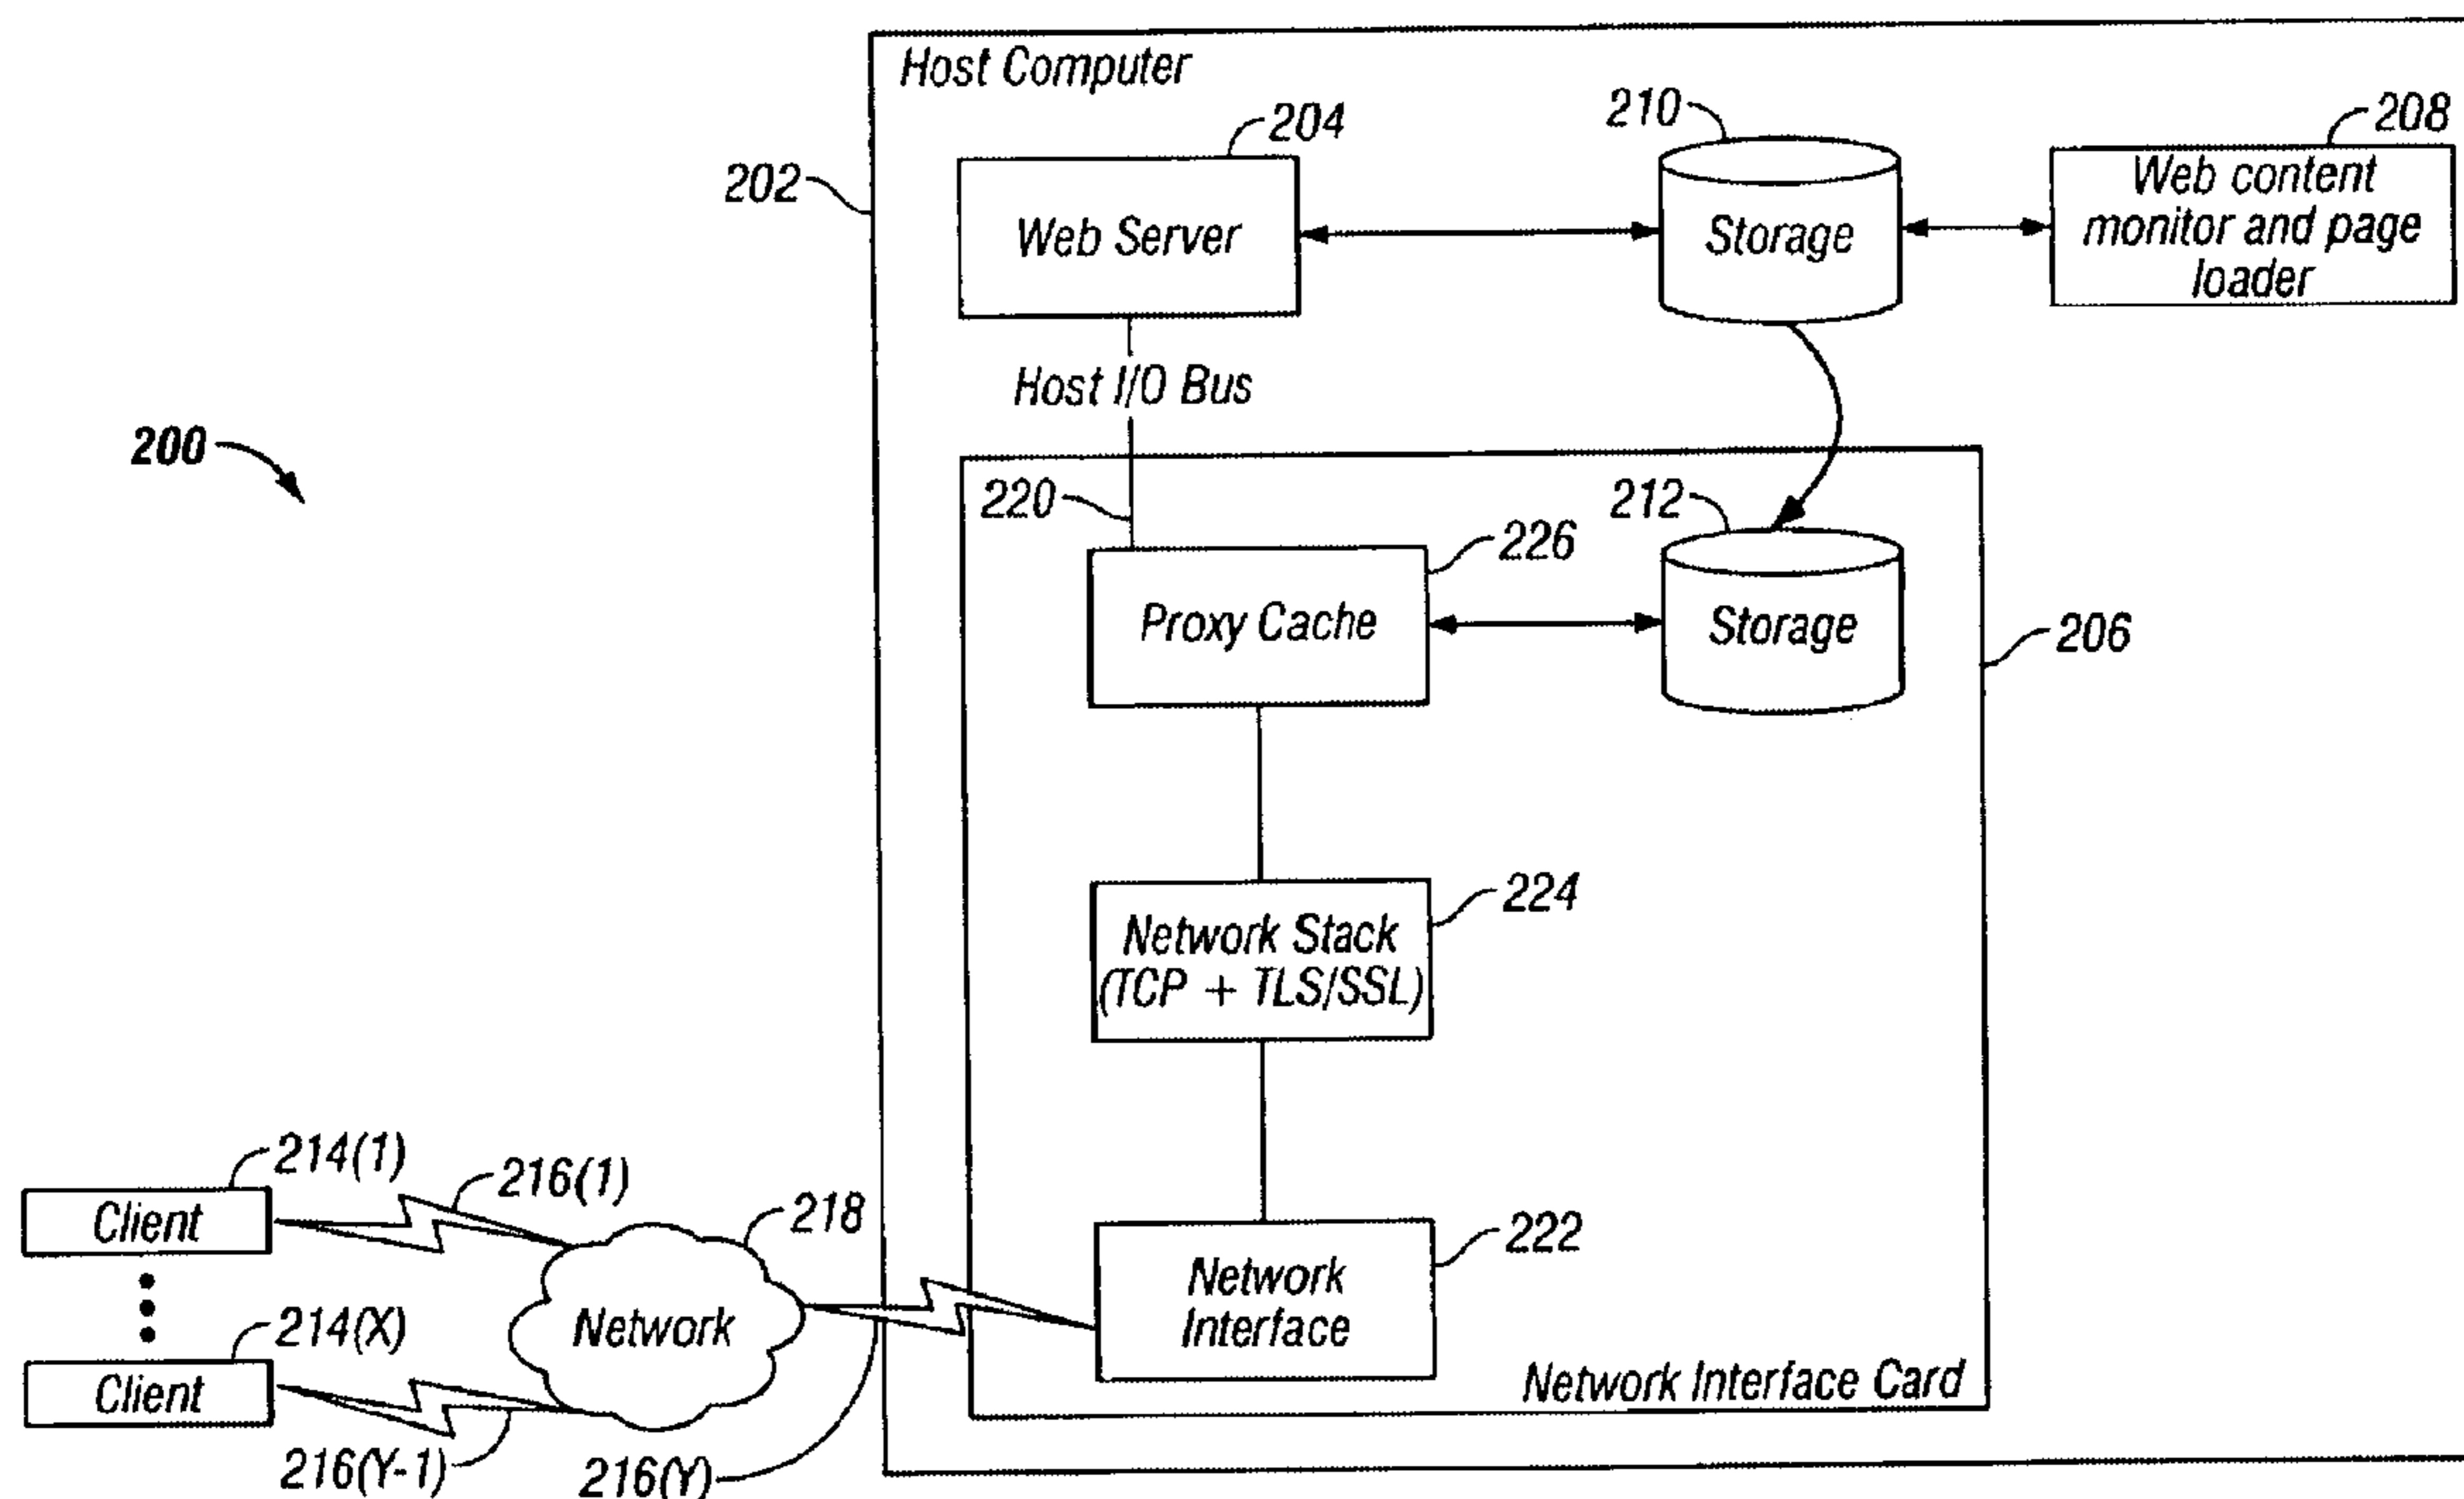 Host Computer
204
210
208
202
Web Server
Storage
Web content
monitor and page
loader
Host I/O Bus
200
220
212
226
Proxy Cache
Storage
206
224
Network Stack
(TCP + TLS/SSL)
214(1)
216(1)
218
Client
222
Network
Interface
214(X)
Network
Client
Network Interface Card
216(Y-1)
216(Y)